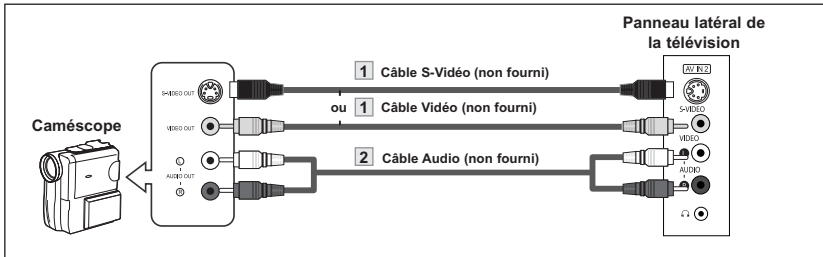 Panneau latéral de
la télévision
1 Câble S-Vidéo (non fourni)
AV IN 2
S-VIDEO OUT
ou 1 Câble Vidéo (non fourni)
S-VIDEO
Caméscope
VIDEO OUT
VIDEO
2 Câble Audio (non fourni)
L
AUDIO OUT
R
L
AUDIO
R